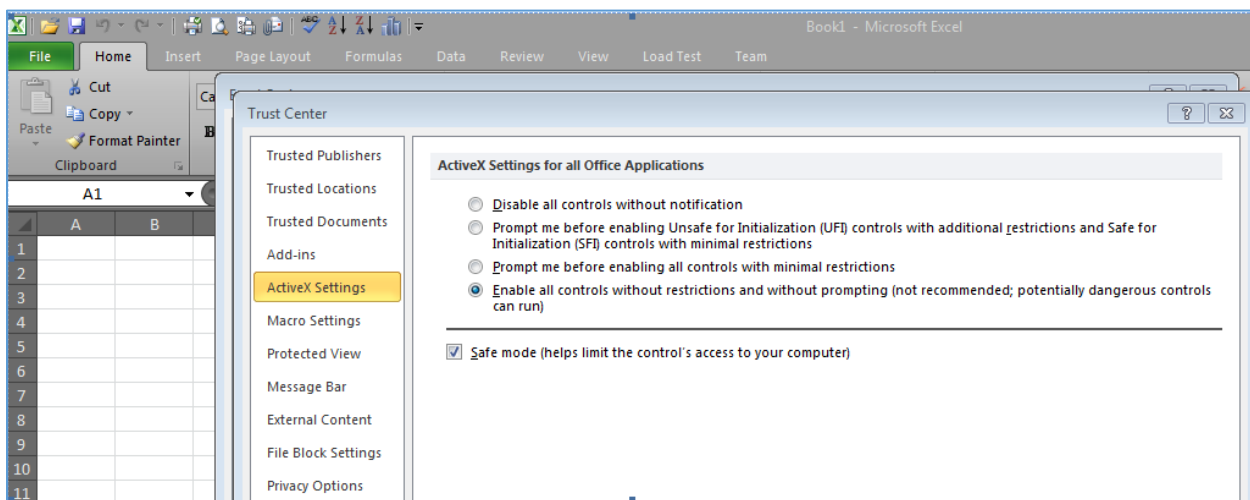 Book1 - Microsoft Excel
File Home Insert Page Layout Formulas Data Review View Load Test Team
Cut
Copy
Paste
Format Painter
Clipboard
Ca
B
A1
A B
1
2
3
4
5
6
7
8
9
10
11
Trust Center
Trusted Publishers
Trusted Locations
Trusted Documents
Add-ins
ActiveX Settings
Macro Settings
Protected View
Message Bar
External Content
File Block Settings
Privacy Options
ActiveX Settings for all Office Applications
Disable all controls without notification
Prompt me before enabling Unsafe for Initialization (UFI) controls with additional restrictions and Safe for
Initialization (SFI) controls with minimal restrictions
Prompt me before enabling all controls with minimal restrictions
Enable all controls without restrictions and without prompting (not recommended; potentially dangerous controls
can run)
Safe mode (helps limit the control's access to your computer)